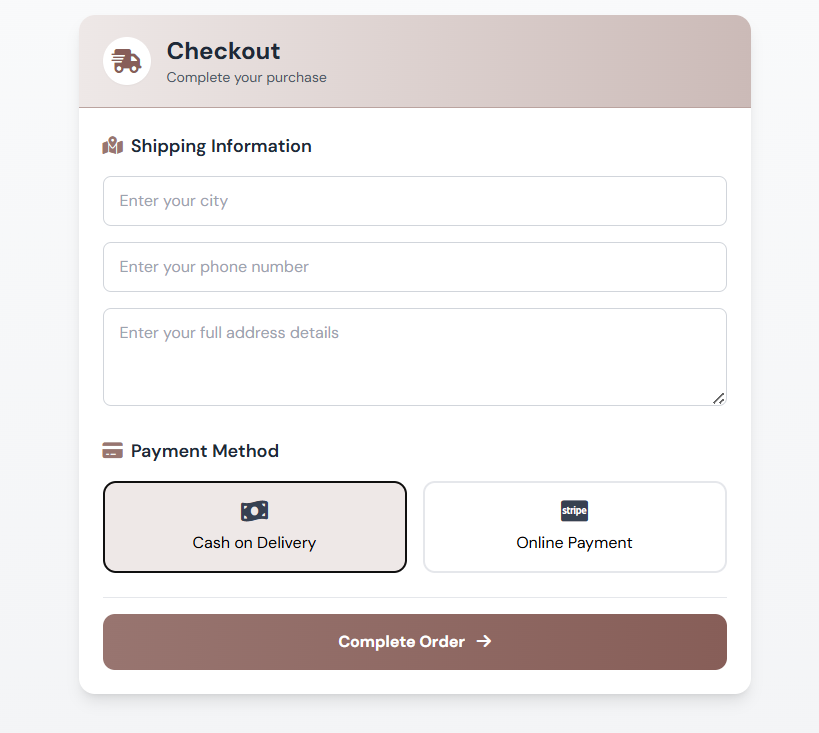 Checkout
Complete your purchase
Shipping Information
Enter your city
Enter your phone number
Enter your full address details
Payment Method
Cash on Delivery
stripe
Online Payment
Complete Order →